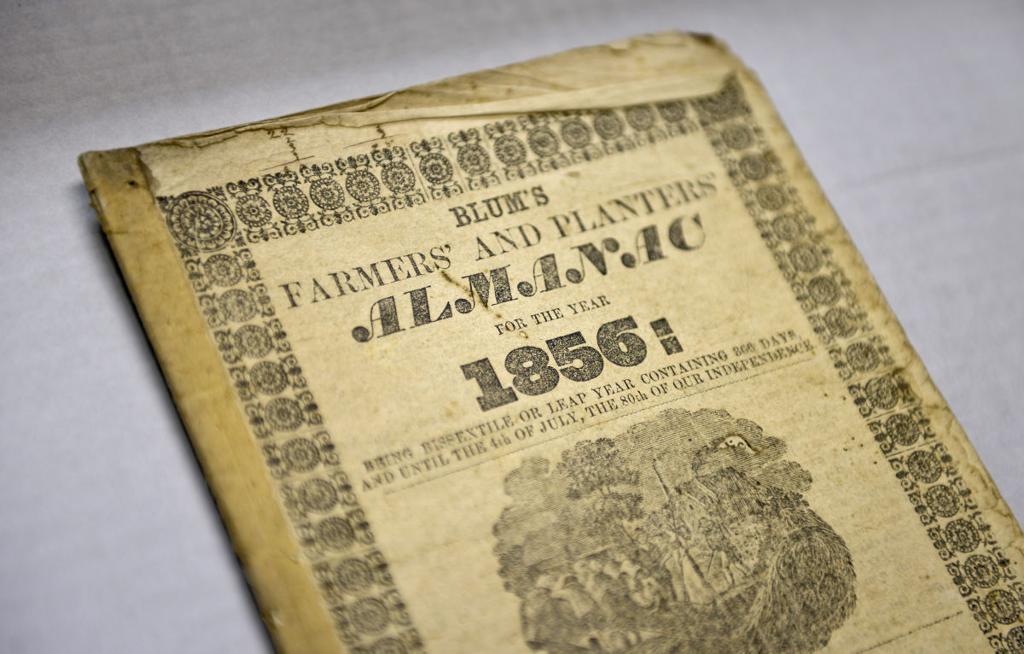 BLUM'S
FARMERS' AND PLANTERS'
ALMANAC
FOR THE YEAR
1856:
BEING BISSEXTILE OR LEAP YEAR CONTAINING 366 DAYS,
AND UNTIL THE 4th OF JULY, THE 80th OF OUR INDEPENDENCE